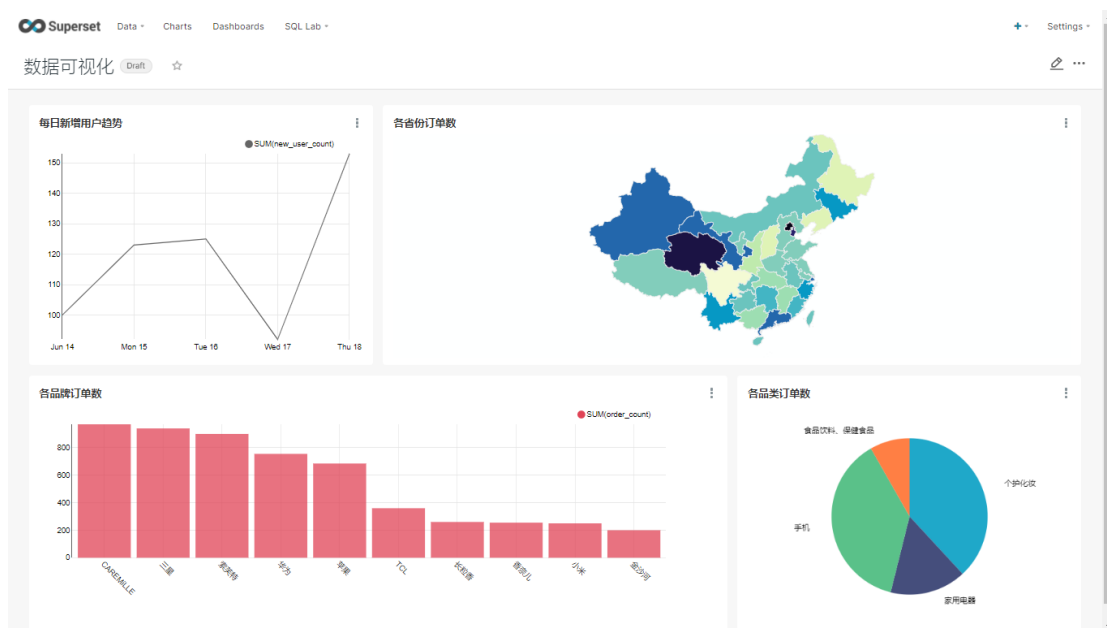 Superset Data Charts Dashboards SQL Lab + Settings
数据可视化 Draft
每日新增用户趋势
SUM(new_user_count)
150
140
130
120
110
100
Jun 14 Mon 15 Tue 16 Wed 17 Thu 18
各省份订单数
各品牌订单数
SUM(order_count)
800
600
400
200
0
CAREMiLLE 三星 索芙特 华为 苹果 TCL 长粒香 香奈儿 小米 金沙河
各品类订单数
食品饮料、保健食品
个护化妆
手机
家用电器